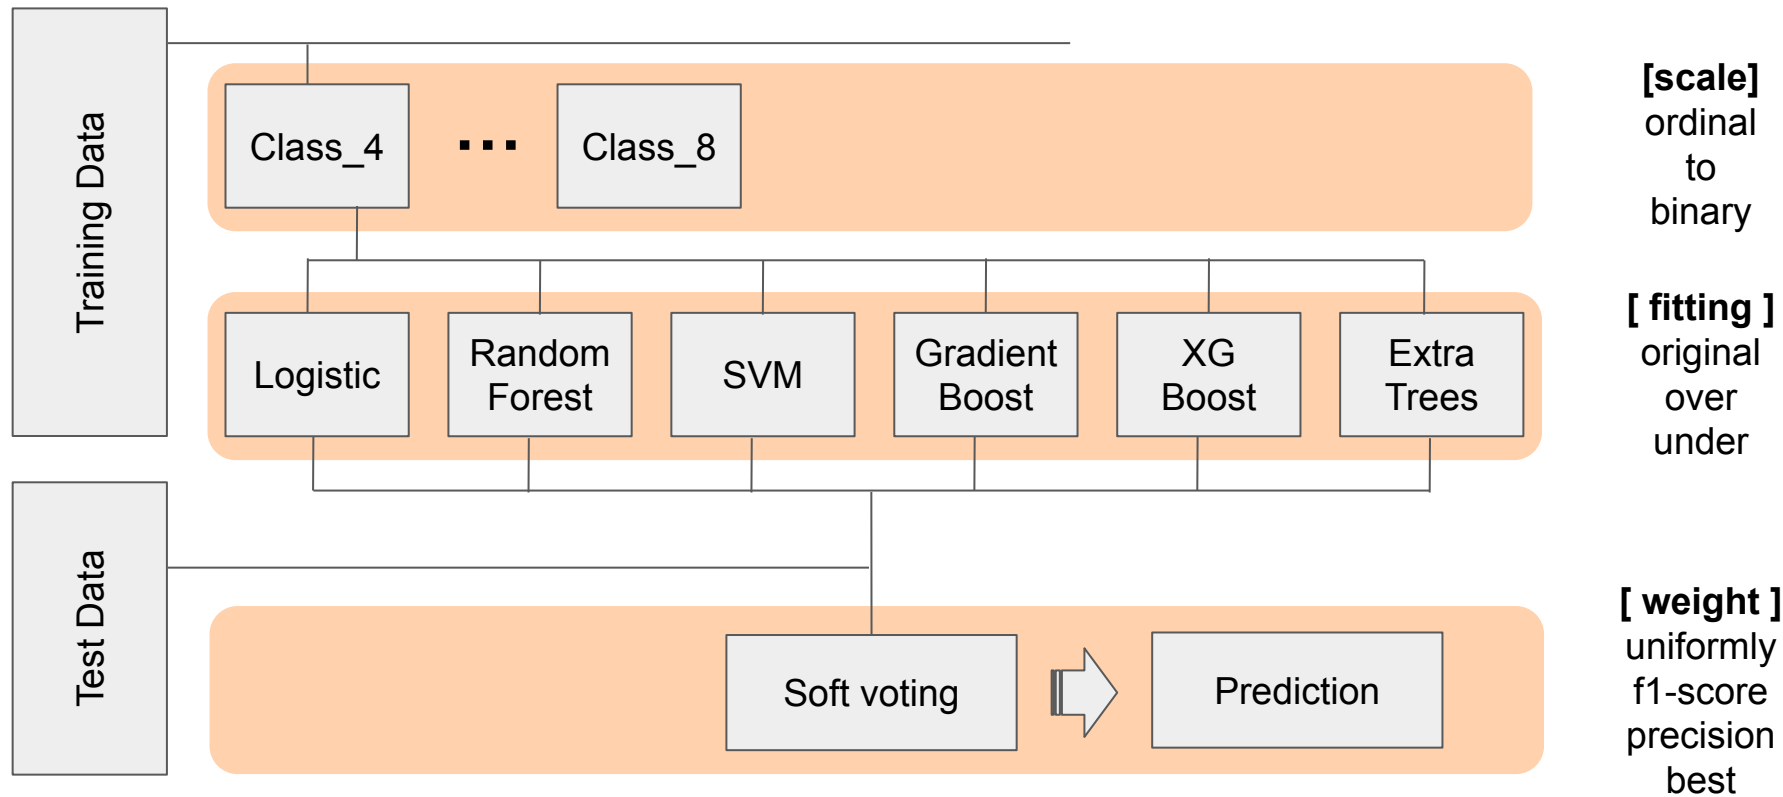 Training Data
Class_4
...
Class_8
[scale]
ordinal
to
binary
Logistic
Random
Forest
SVM
Gradient
Boost
XG
Boost
Extra
Trees
[ fitting ]
original
over
under
Test Data
Soft voting
Prediction
[ weight ]
uniformly
f1-score
precision
best